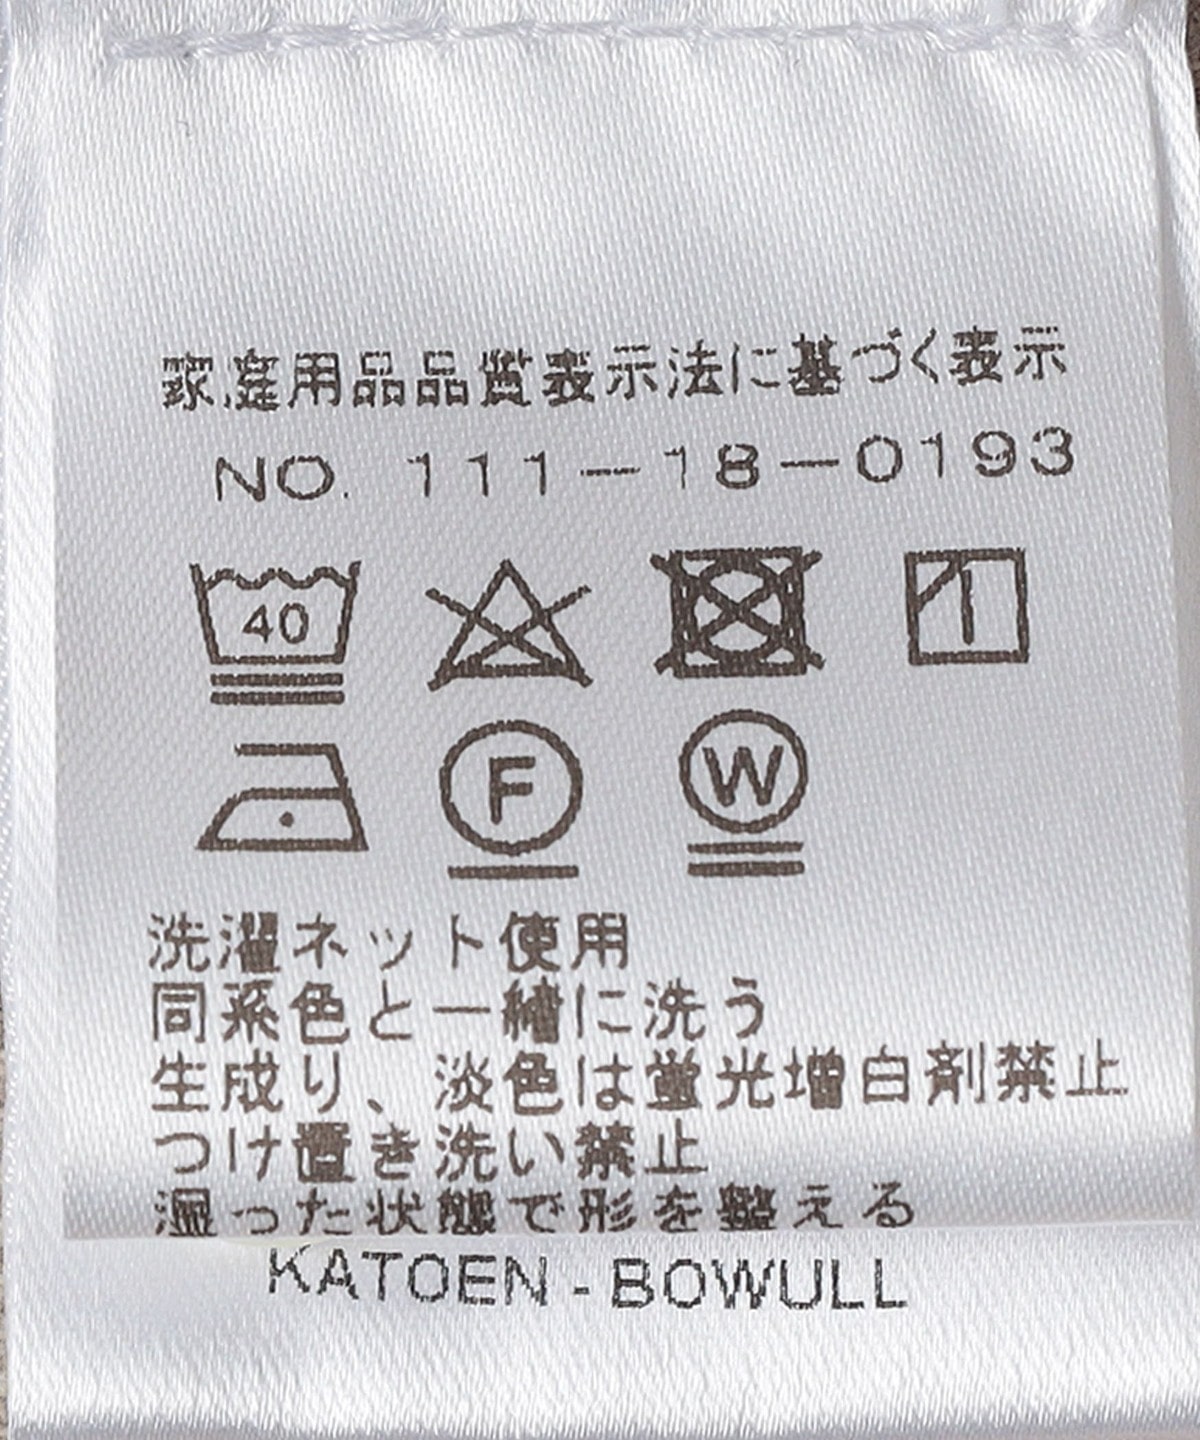 家庭用品品質表示法に基づく表示
NO. 111-18-0193
40
F W
洗濯ネット使用
同系色と一緒に洗う
生成り、淡色は蛍光増白剤禁止
つけ置き洗い禁止
湿った状態で形を整える
KATOEN - BOWULL